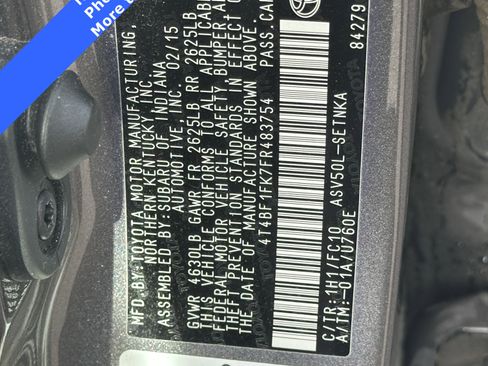 MFD.BY:TOYOTA MOTOR MANUFACTURING,
NORTHERN KENTUCKY, INC.
ASSEMBLED BY:SUBARU OF INDIANA
AUTOMOTIVE, INC. 02/15
GVWR 4630LB GAWR FR 2625LB RR 2625LB
THIS VEHICLE CONFORMS TO ALL APPLICABLE
FEDERAL MOTOR VEHICLE SAFETY, BUMPER AND
THEFT PREVENTION STANDARDS IN EFFECT ON
THE DATE OF MANUFACTURE SHOWN ABOVE.
4T4BF1FK7FR483754 PASS.CAR
C/TR:1H1/FC10 ASV50L-SETNKA
A/TM:-01A/U760E
84279